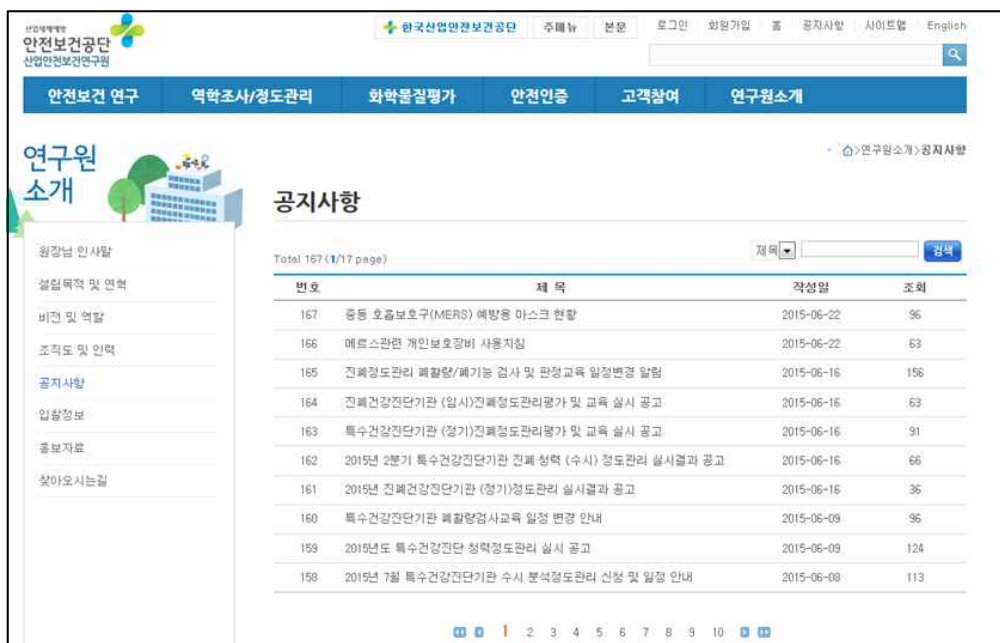 산업재해예방
안전보건공단
산업안전보건연구원
한국산업안전보건공단 주메뉴 본문 로그인 회원가입 홈 공지사항 사이트맵 English
안전보건 연구 역학조사/정도관리 화학물질평가 안전인증 고객참여 연구원소개
연구원
소개
>연구원소개>공지사항
공지사항
원장님 인사말
설립목적 및 연혁
비전 및 역할
조직도 및 인력
공지사항
입찰정보
홍보자료
찾아오시는길
Total 167 (1/17 page) 제목 검색
번호 제 목 작성일 조회
167 중동 호흡보호구(MERS) 예방용 마스크 현황 2015-06-22 96
166 메르스관련 개인보호장비 사용지침 2015-06-22 63
165 진폐정도관리 폐활량/폐기능 검사 및 판정교육 일정변경 알림 2015-06-16 156
164 진폐건강진단기관 (임시)진폐정도관리평가 및 교육 실시 공고 2015-06-16 63
163 특수건강진단기관 (정기)진폐정도관리평가 및 교육 실시 공고 2015-06-16 91
162 2015년 2분기 특수건강진단기관 진폐·청력 (수시) 정도관리 실시결과 공고 2015-06-16 66
161 2015년 진폐건강진단기관 (정기)정도관리 실시결과 공고 2015-06-16 36
160 특수건강진단기관 폐활량검사교육 일정 변경 안내 2015-06-09 96
159 2015년도 특수건강진단 청력정도관리 실시 공고 2015-06-09 124
158 2015년 7월 특수건강진단기관 수시 분석정도관리 신청 및 일정 안내 2015-06-08 113
1 2 3 4 5 6 7 8 9 10